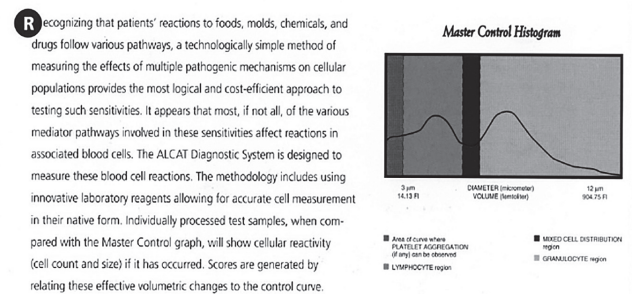 Recognizing that patients' reactions to foods, molds, chemicals, and
drugs follow various pathways, a technologically simple method of
measuring the effects of multiple pathogenic mechanisms on cellular
populations provides the most logical and cost-efficient approach to
testing such sensitivities. It appears that most, if not all, of the various
mediator pathways involved in these sensitivities affect reactions in
associated blood cells. The ALCAT Diagnostic System is designed to
measure these blood cell reactions. The methodology includes using
innovative laboratory reagents allowing for accurate cell measurement
in their native form. Individually processed test samples, when com-
pared with the Master Control graph, will show cellular reactivity
(cell count and size) if it has occurred. Scores are generated by
relating these effective volumetric changes to the control curve.
Master Control Histogram
3 µm DIAMETER (micrometer) 12 µm
14.13 Fl VOLUME (femtoliter) 904.75 Fl
Area of curve where
PLATELET AGGREGATION
(if any) can be observed
LYMPHOCYTE region
MIXED CELL DISTRIBUTION
region
GRANULOCYTE region